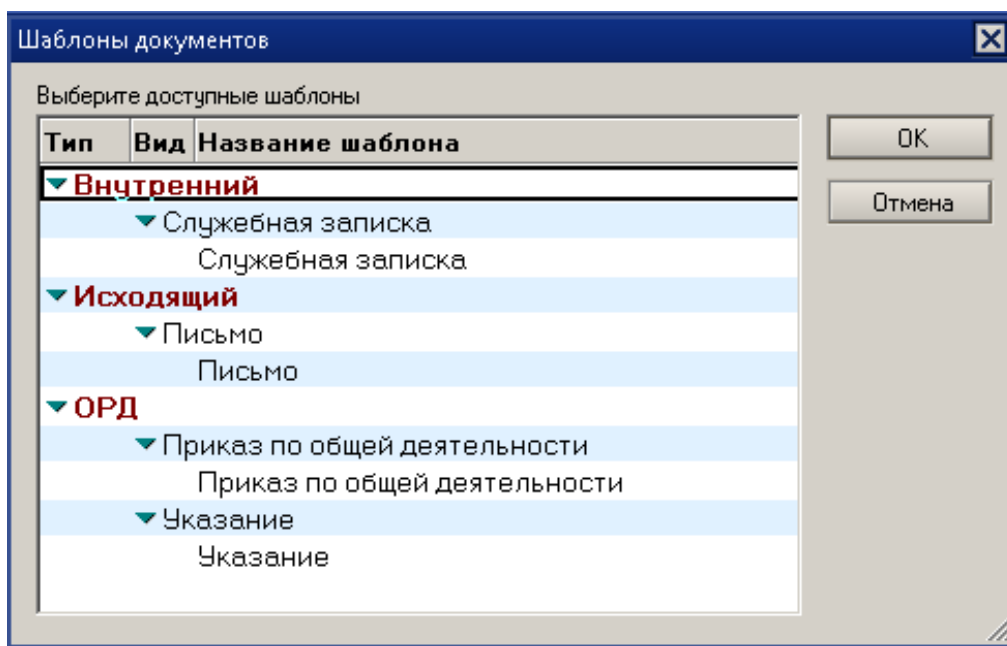 Шаблоны документов
Выберите доступные шаблоны
Тип Вид Название шаблона
Внутренний
Служебная записка
Служебная записка
Исходящий
Письмо
Письмо
ОРД
Приказ по общей деятельности
Приказ по общей деятельности
Указание
Указание
OK
Отмена